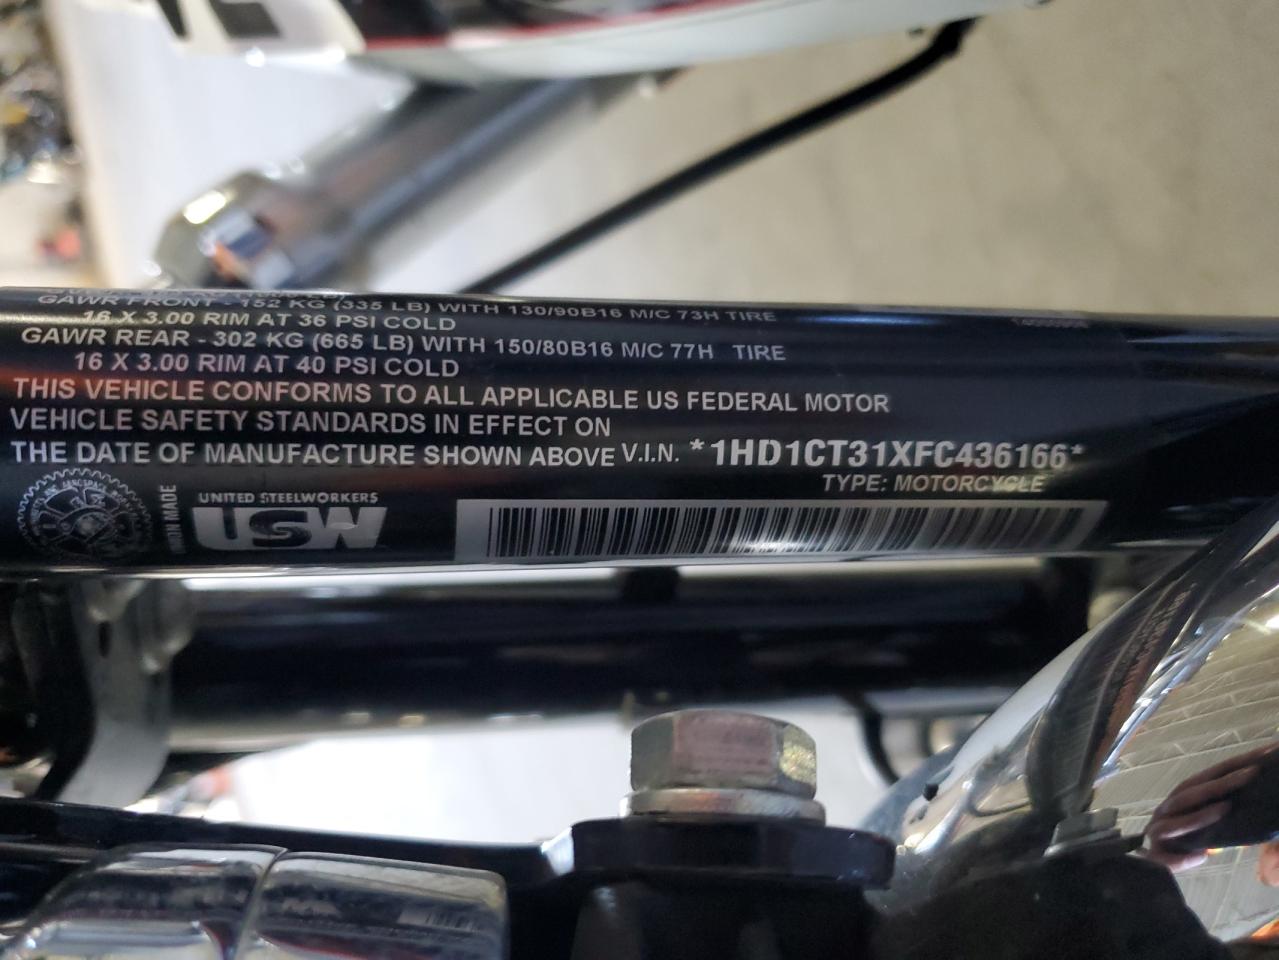 GAWR FRONT - 152 KG (335 LB) WITH 130/90B16 M/C 73H TIRE
16 X 3.00 RIM AT 36 PSI COLD
GAWR REAR - 302 KG (665 LB) WITH 150/80B16 M/C 77H TIRE
16 X 3.00 RIM AT 40 PSI COLD
THIS VEHICLE CONFORMS TO ALL APPLICABLE US FEDERAL MOTOR
VEHICLE SAFETY STANDARDS IN EFFECT ON
THE DATE OF MANUFACTURE SHOWN ABOVE V.I.N. *1HD1CT31XFC436166*
TYPE: MOTORCYCLE
UNION MADE
UNITED STEELWORKERS
USW